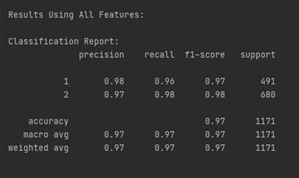 Results Using All Features:
Classification Report:
precision recall f1-score support
1 0.98 0.96 0.97 491
2 0.97 0.98 0.98 680
accuracy 0.97 1171
macro avg 0.97 0.97 0.97 1171
weighted avg 0.97 0.97 0.97 1171